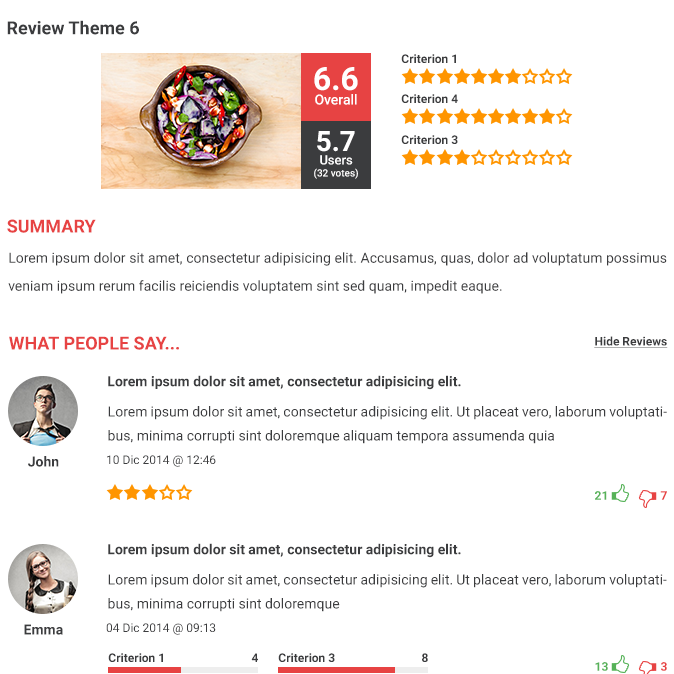 Review Theme 6
6.6
Overall
5.7
Users
(32 votes)
Criterion 1
Criterion 4
Criterion 3
SUMMARY
Lorem ipsum dolor sit amet, consectetur adipisicing elit. Accusamus, quas, dolor ad voluptatum possimus
veniam ipsum rerum facilis reiciendis voluptatem sint sed quam, impedit eaque.
WHAT PEOPLE SAY...
Hide Reviews
Lorem ipsum dolor sit amet, consectetur adipisicing elit.
Lorem ipsum dolor sit amet, consectetur adipisicing elit. Ut placeat vero, laborum voluptati-
bus, minima corrupti sint doloremque aliquam tempora assumenda quia
John
10 Dic 2014 @ 12:46
21
7
Lorem ipsum dolor sit amet, consectetur adipisicing elit.
Lorem ipsum dolor sit amet, consectetur adipisicing elit. Ut placeat vero, laborum voluptati-
bus, minima corrupti sint doloremque
Emma
04 Dic 2014 @ 09:13
Criterion 1 4
Criterion 3 8
13
3